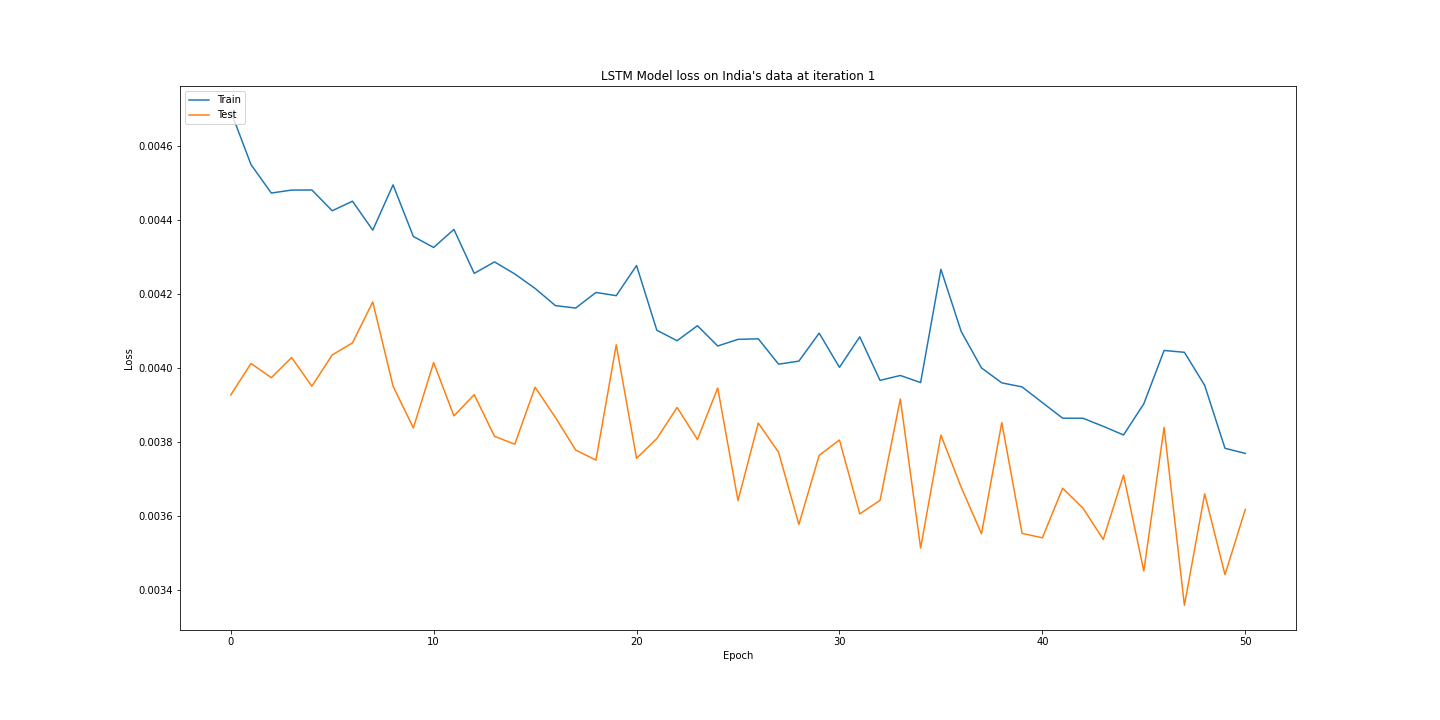 LSTM Model loss on India's data at iteration 1
Train
Test
0.0046
0.0044
0.0042
0.0040
0.0038
0.0036
0.0034
Loss
0 10 20 30 40 50
Epoch